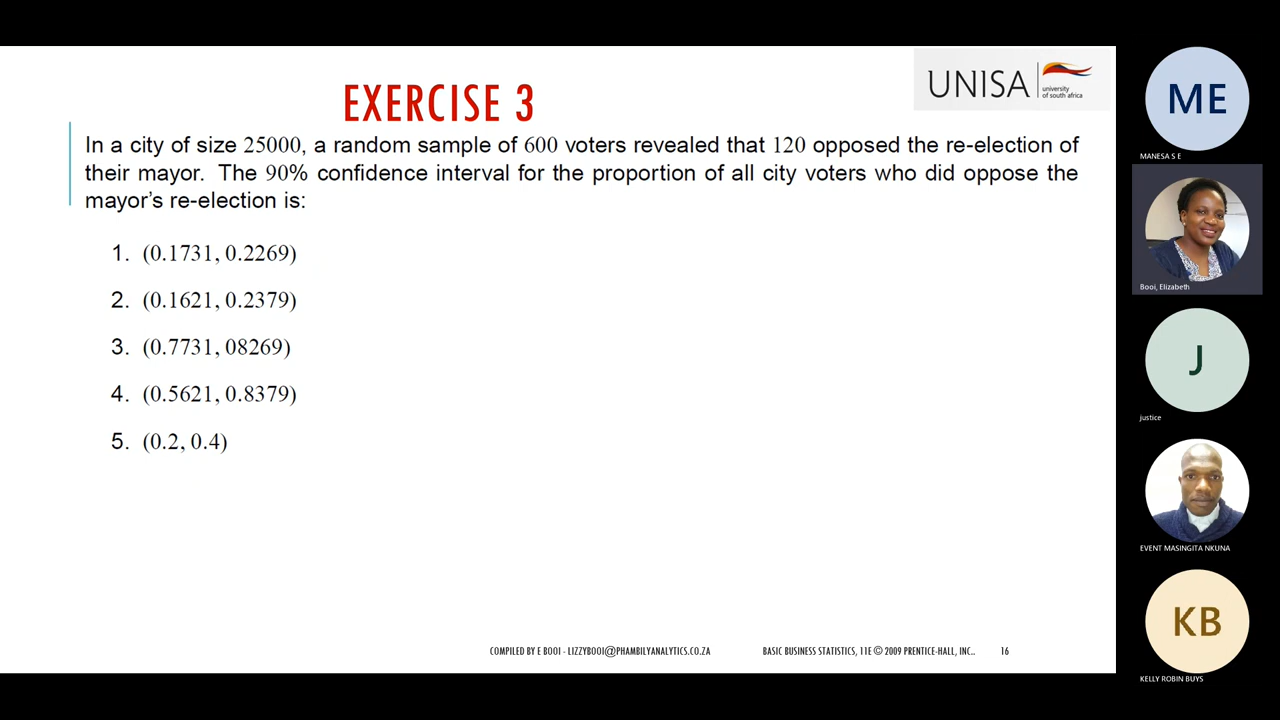 UNISA
university
of south africa
EXERCISE 3
In a city of size 25000, a random sample of 600 voters revealed that 120 opposed the re-election of
their mayor. The 90% confidence interval for the proportion of all city voters who did oppose the
mayor's re-election is:
1. (0.1731, 0.2269)
2. (0.1621, 0.2379)
3. (0.7731, 08269)
4. (0.5621, 0.8379)
5. (0.2, 0.4)
COMPILED BY E BOOI - LIZZYBOOI@PHAMBILYANALYTICS.CO.ZA
BASIC BUSINESS STATISTICS, 11E © 2009 PRENTICE-HALL, INC..
16
ME
MANESA S E
Booi, Elizabeth
J
justice
EVENT MASINGITA NKUNA
KB
KELLY ROBIN BUYS